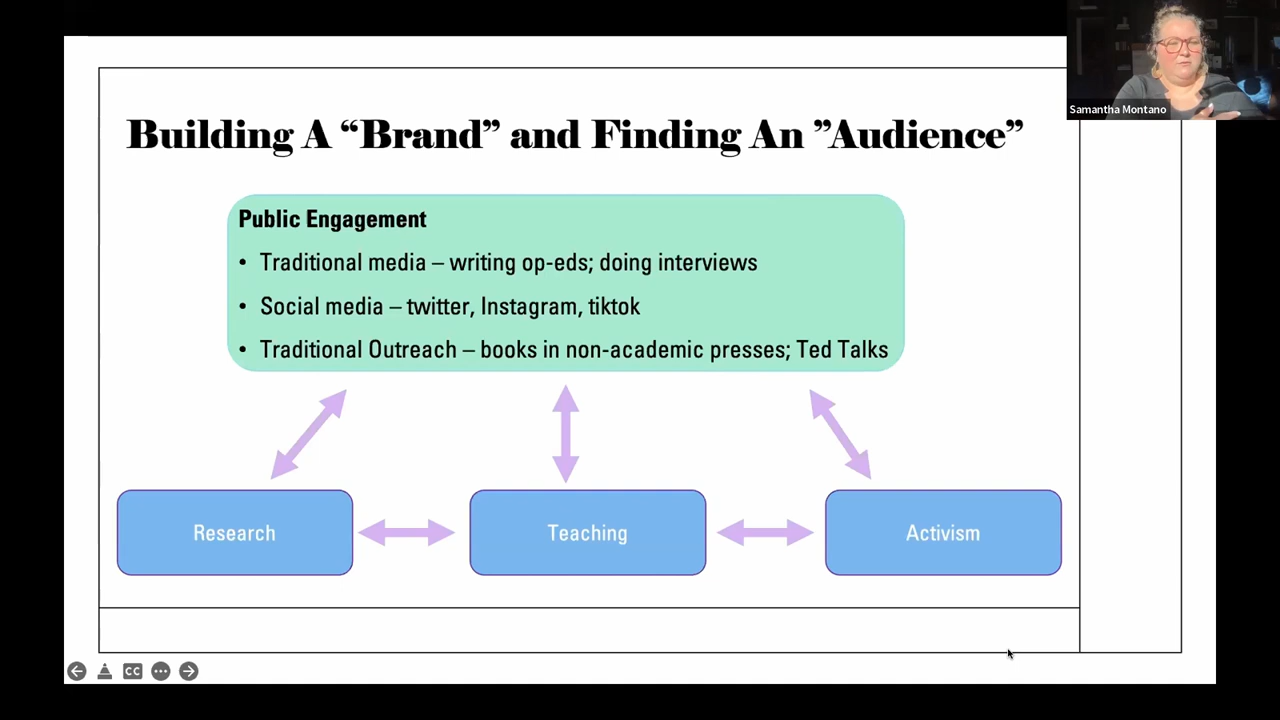 Samantha Montano
Building A “Brand” and Finding An ”Audience”
Public Engagement
• Traditional media – writing op-eds; doing interviews
• Social media – twitter, Instagram, tiktok
• Traditional Outreach – books in non-academic presses; Ted Talks
Research
Teaching
Activism
CC